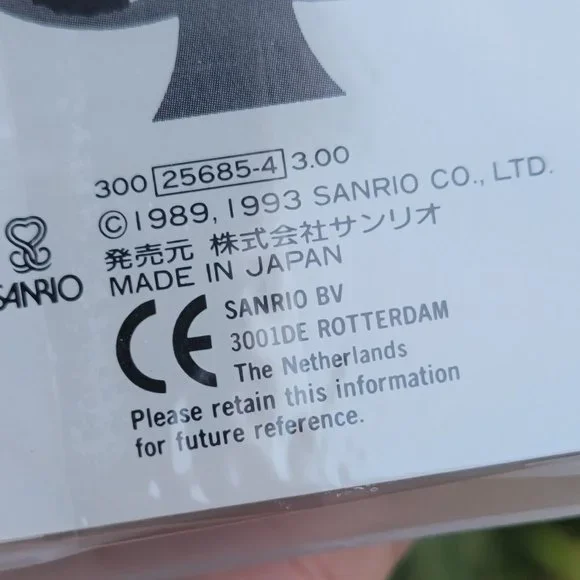 300 25685-4 3.00
©1989, 1993 SANRIO CO., LTD.
発売元 株式会社サンリオ
MADE IN JAPAN
SANRIO
CE
SANRIO BV
3001DE ROTTERDAM
The Netherlands
Please retain this information
for future reference.